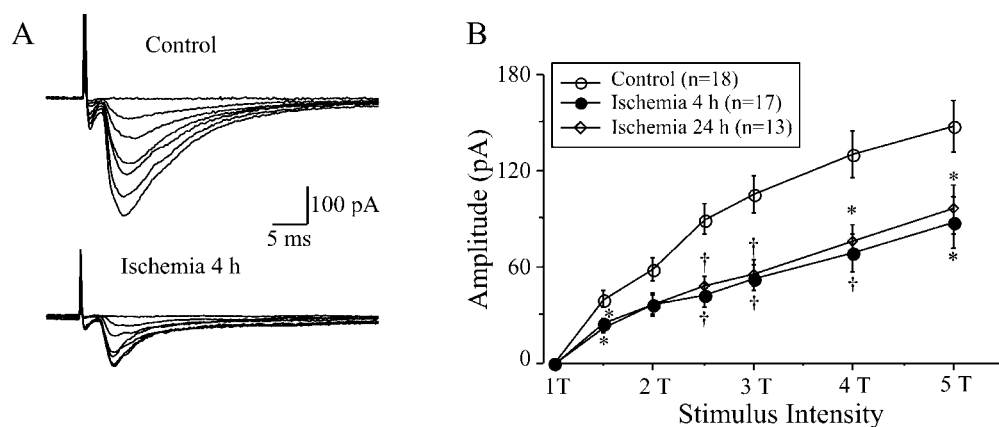 A
Control
100 pA
5 ms
Ischemia 4 h
B
Control (n=18)
Ischemia 4 h (n=17)
Ischemia 24 h (n=13)
Amplitude (pA)
180
120
60
0
* * † † † † * † * *
1T 2 T 3 T 4 T 5 T
Stimulus Intensity